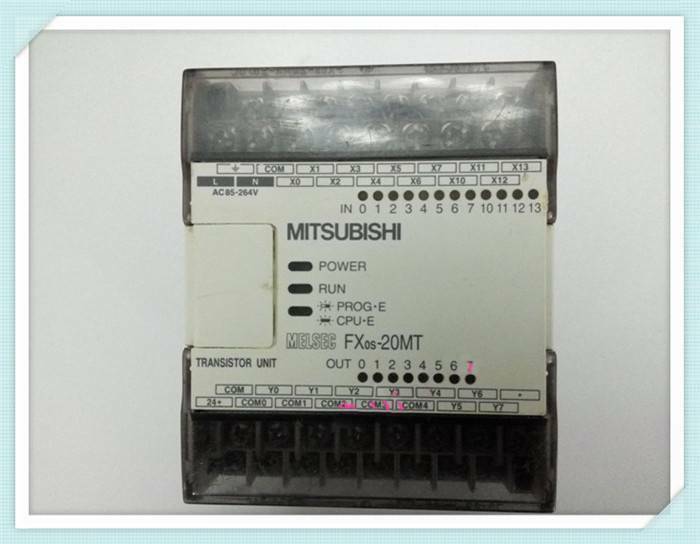 COM X1 X3 X5 X7 X11 X13
L N X0 X2 X4 X6 X10 X12
AC85-264V
IN 0 1 2 3 4 5 6 7 10 11 12 13
MITSUBISHI
POWER
RUN
PROG·E
CPU·E
MELSEC FX0S-20MT
TRANSISTOR UNIT OUT 0 1 2 3 4 5 6 7
COM Y0 Y1 Y2 Y3 Y4 Y6 •
24+ COM0 COM1 COM2 COM3 COM4 Y5 Y7